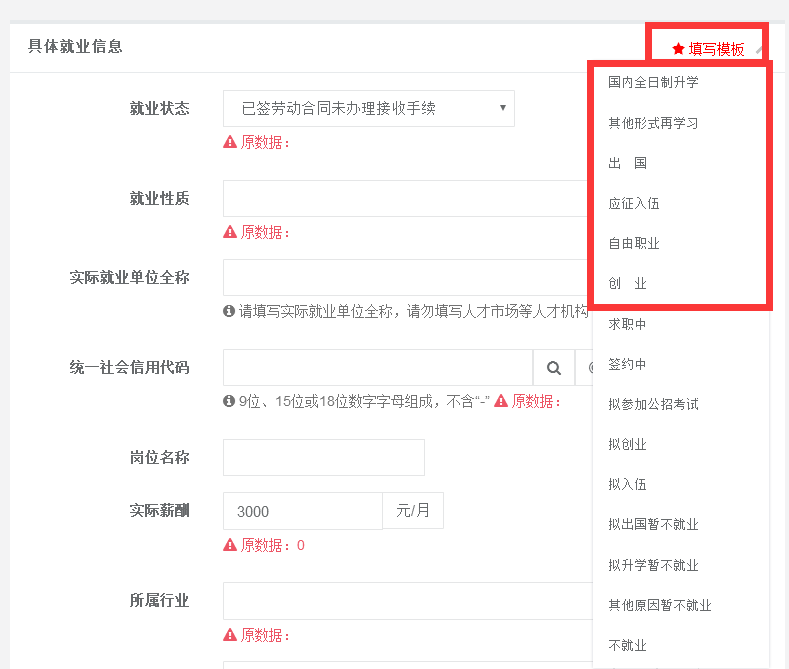 具体就业信息
★ 填写模板
就业状态
已签劳动合同未办理接收手续
原数据：
就业性质
原数据：
实际就业单位全称
请填写实际就业单位全称，请勿填写人才市场等人才机构
统一社会信用代码
9位、15位或18位数字字母组成，不含“-” 原数据：
岗位名称
实际薪酬
3000
元/月
原数据：0
所属行业
原数据：
国内全日制升学
其他形式再学习
出 国
应征入伍
自由职业
创 业
求职中
签约中
拟参加公招考试
拟创业
拟入伍
拟出国暂不就业
拟升学暂不就业
其他原因暂不就业
不就业